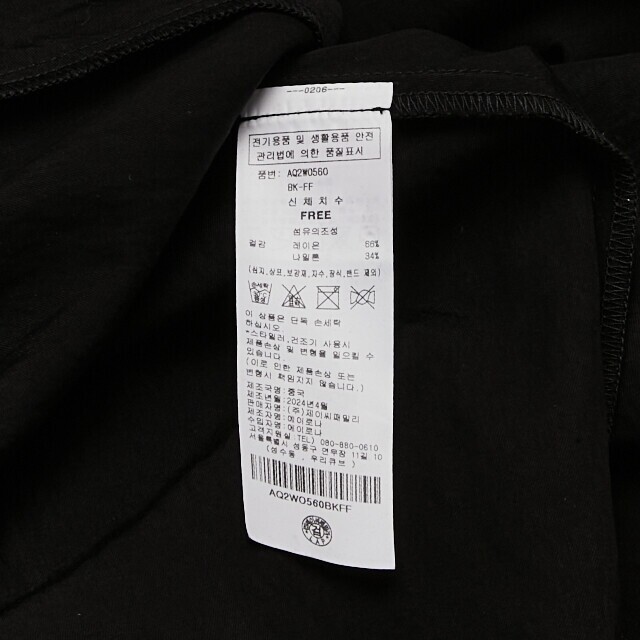 ---0206---
전기용품 및 생활용품 안전
관리법에 의한 품질표시
품번: AQ2WO560
BK-FF
신체치수
FREE
섬유의조성
겉감 레이온 66%
나일론 34%
(심지,상표,보강재,자수,장식,밴드 제외)
손세탁
이 상품은 단독 손세탁
하십시오
*스타일러,건조기 사용시
제품손상 및 변형을 일으킬 수
있습니다.
(이로 인한 제품손상 또는
변형시 책임지지 않습니다)
제조국명:중국
제조년월:2024년4월
판매자명:(주)제이씨패밀리
제조자명:에이로나
수입자명:에이로나
고객지원실 TEL) 080-880-0610
서울특별시 성동구 연무장 11길 10
(성수동 , 우리큐브 )
AQ2WO560BKFF
검